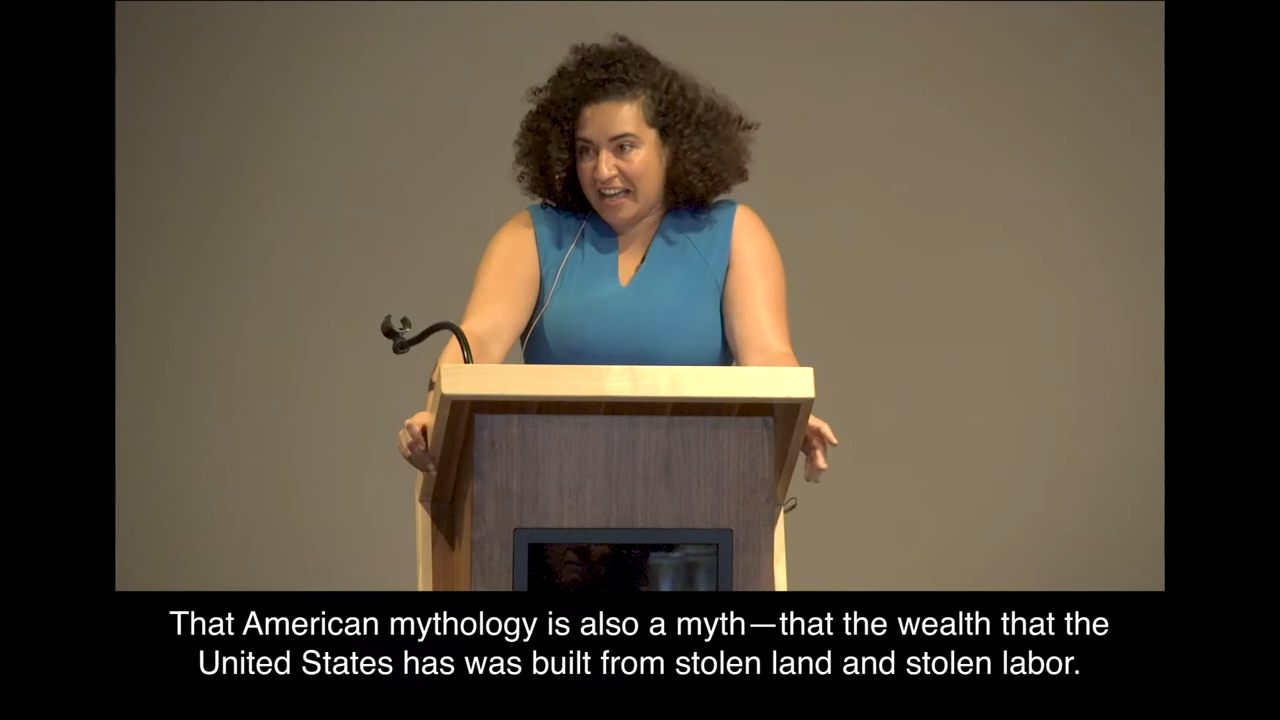 That American mythology is also a myth—that the wealth that the
United States has was built from stolen land and stolen labor.